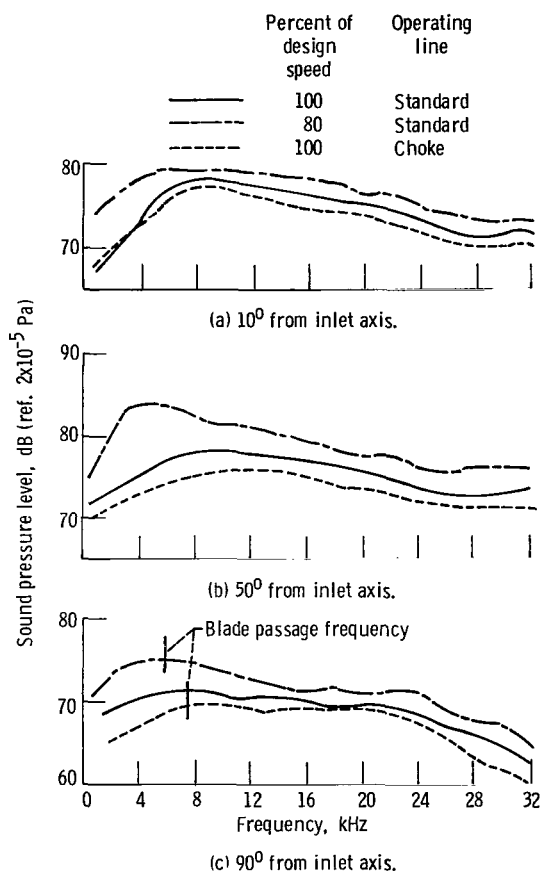 Percent of Operating
design line
speed
100 Standard
80 Standard
100 Choke
80
70
(a) 10⁰ from inlet axis.
Sound pressure level, dB (ref. 2x10⁻⁵ Pa)
90
80
70
(b) 50⁰ from inlet axis.
80
Blade passage frequency
70
60
0 4 8 12 16 20 24 28 32
Frequency, kHz
(c) 90⁰ from inlet axis.